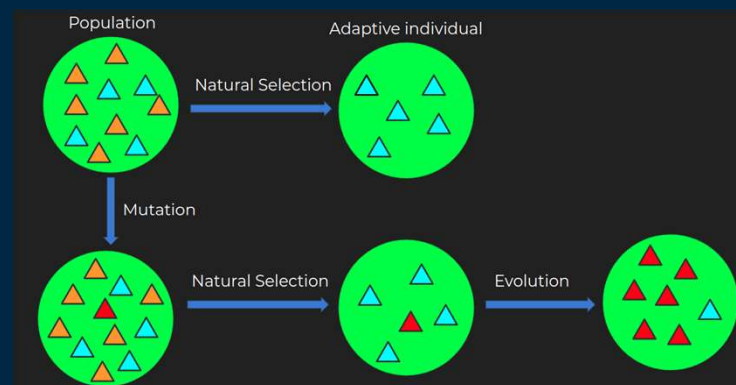 Population
Adaptive individual
Natural Selection
Mutation
Natural Selection
Evolution